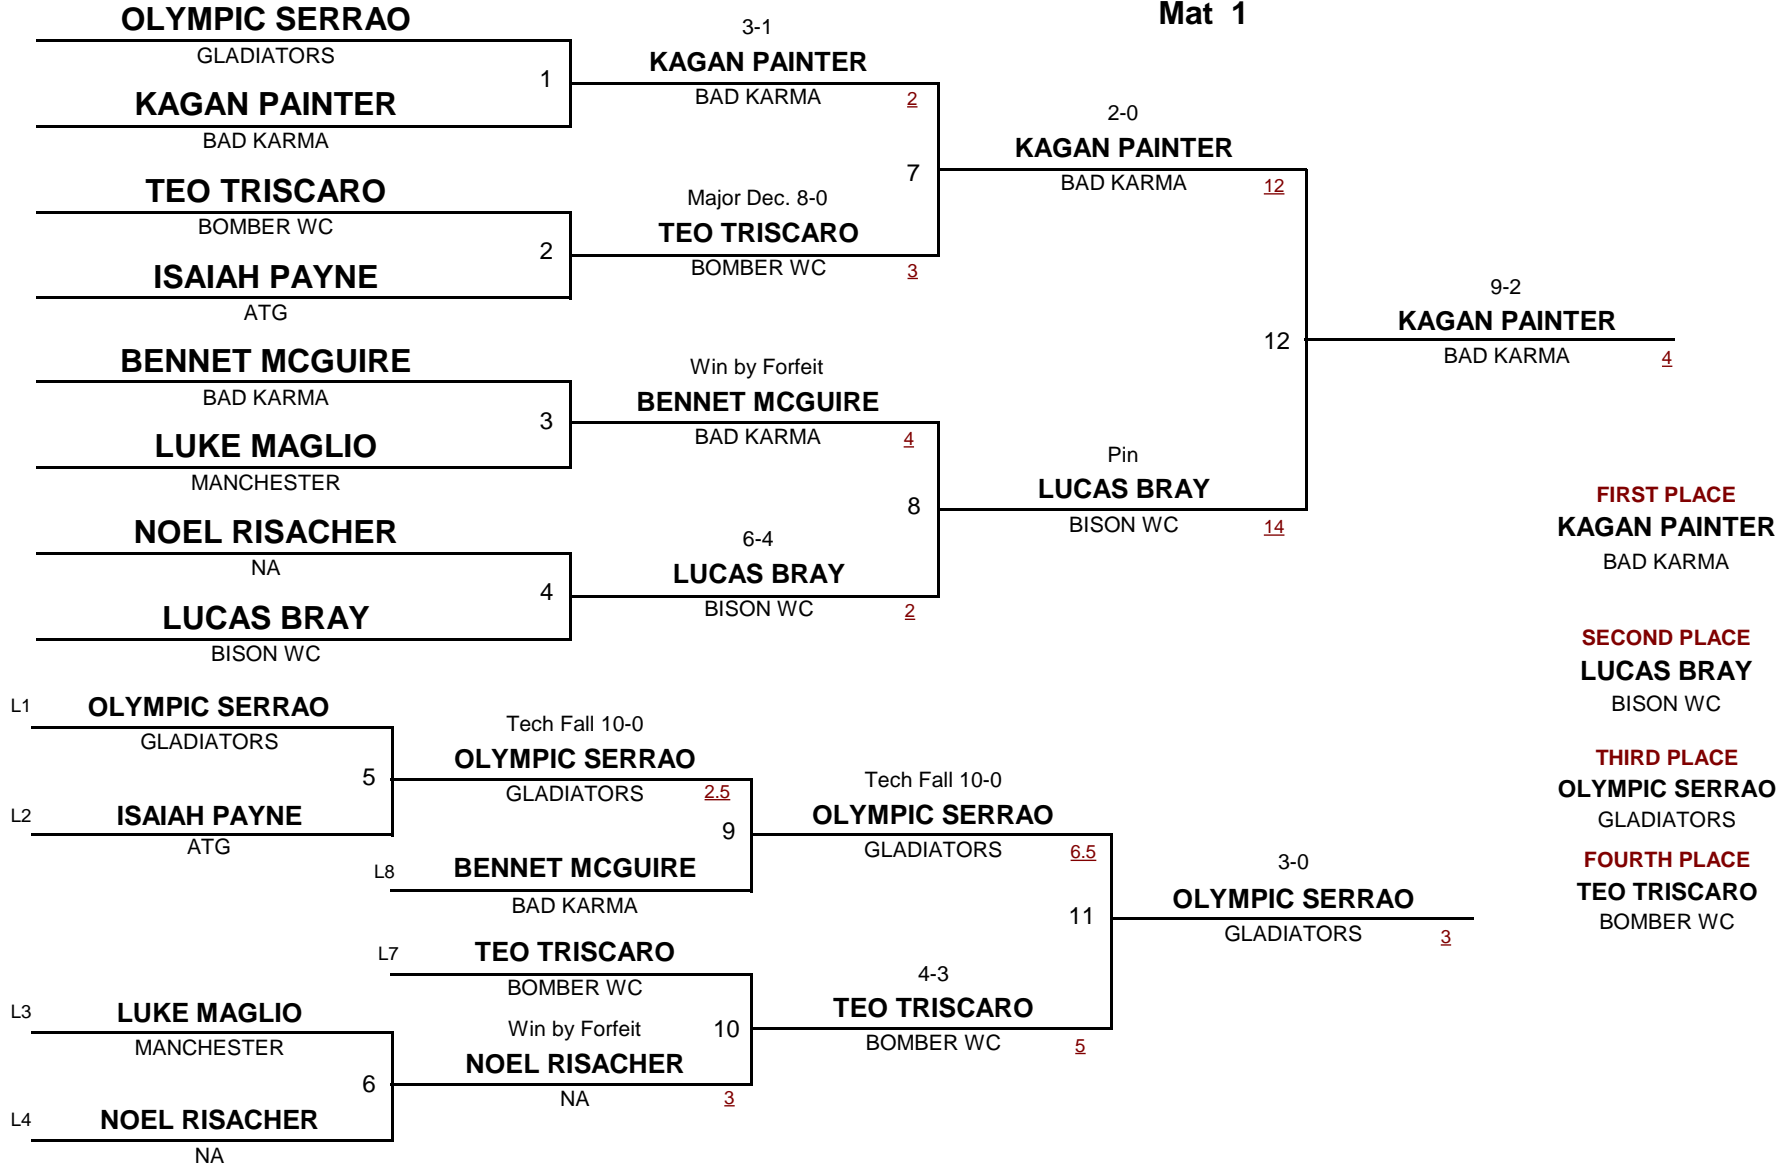 Mat 1
OLYMPIC SERRAO
GLADIATORS
1
KAGAN PAINTER
BAD KARMA
TEO TRISCARO
BOMBER WC
2
ISAIAH PAYNE
ATG
BENNET MCGUIRE
BAD KARMA
3
LUKE MAGLIO
MANCHESTER
NOEL RISACHER
NA
4
LUCAS BRAY
BISON WC
3-1
KAGAN PAINTER
BAD KARMA 2
7
Major Dec. 8-0
TEO TRISCARO
BOMBER WC 3
Win by Forfeit
BENNET MCGUIRE
BAD KARMA 4
8
6-4
LUCAS BRAY
BISON WC 2
2-0
KAGAN PAINTER
BAD KARMA 12
12
Pin
LUCAS BRAY
BISON WC 14
9-2
KAGAN PAINTER
BAD KARMA 4
FIRST PLACE
KAGAN PAINTER
BAD KARMA
SECOND PLACE
LUCAS BRAY
BISON WC
THIRD PLACE
OLYMPIC SERRAO
GLADIATORS
FOURTH PLACE
TEO TRISCARO
BOMBER WC
L1 OLYMPIC SERRAO
GLADIATORS
5
L2 ISAIAH PAYNE
ATG
L3 LUKE MAGLIO
MANCHESTER
6
L4 NOEL RISACHER
NA
Tech Fall 10-0
OLYMPIC SERRAO
GLADIATORS 2.5
9
L8 BENNET MCGUIRE
BAD KARMA
L7 TEO TRISCARO
BOMBER WC
Win by Forfeit 10
NOEL RISACHER
NA 3
Tech Fall 10-0
OLYMPIC SERRAO
GLADIATORS 6.5
11
4-3
TEO TRISCARO
BOMBER WC 5
3-0
OLYMPIC SERRAO
GLADIATORS 3